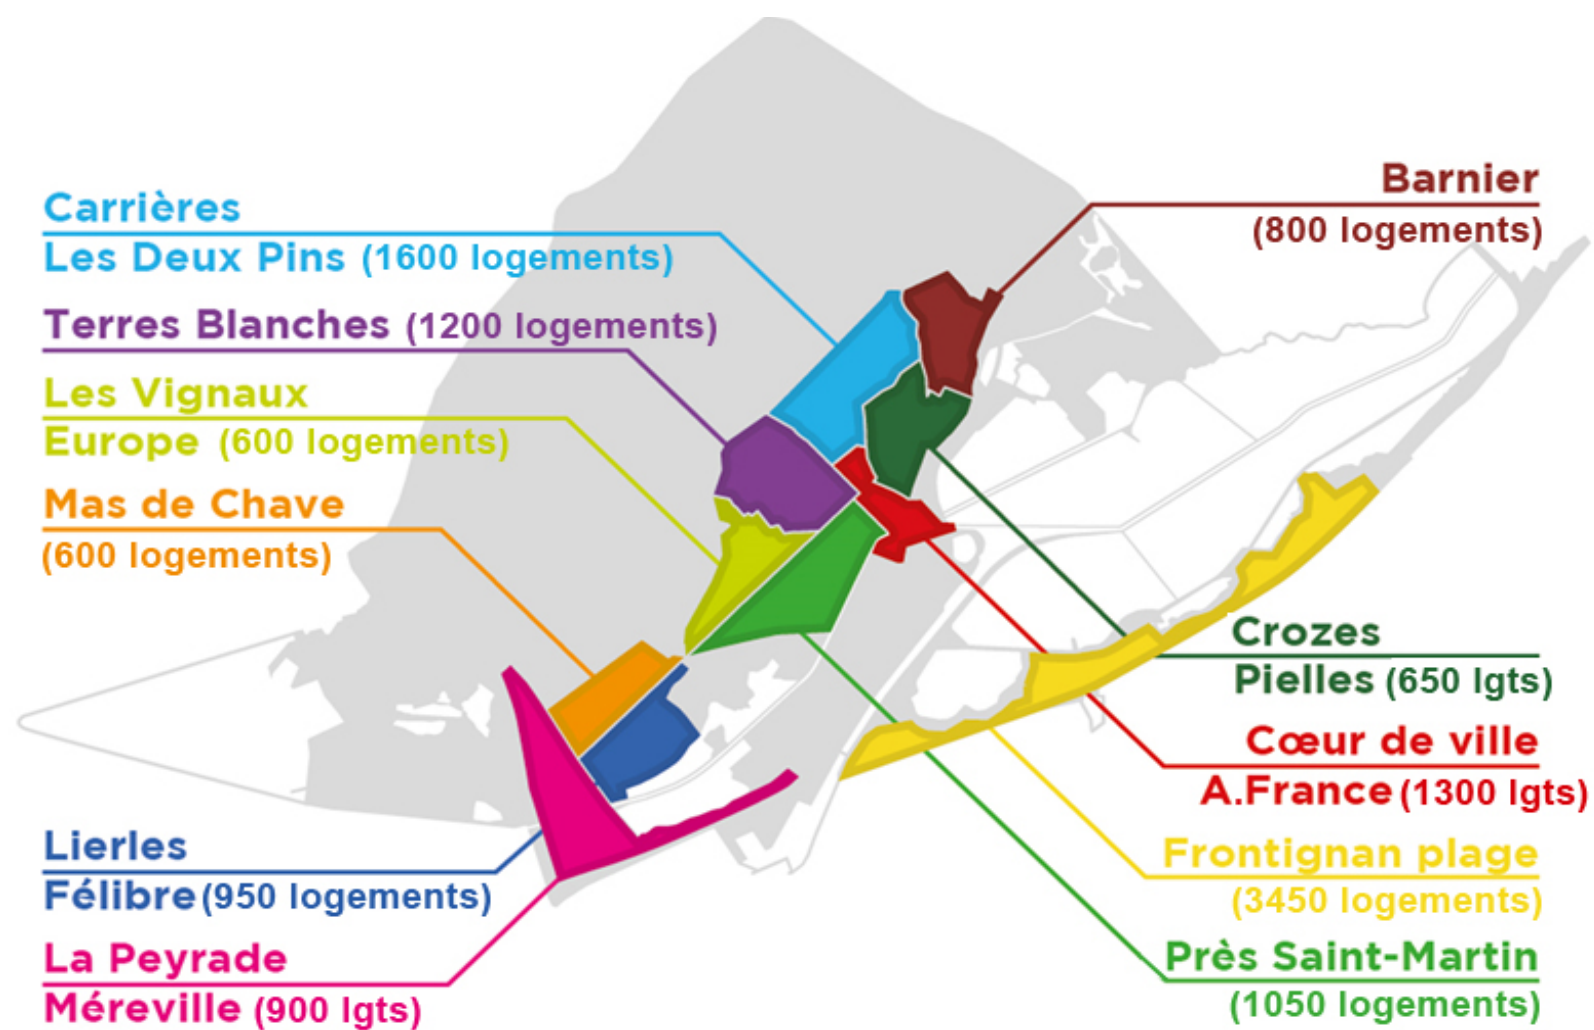 Carrières
Les Deux Pins (1600 logements)
Terres Blanches (1200 logements)
Les Vignaux
Europe (600 logements)
Mas de Chave
(600 logements)
Lierles
Félibre (950 logements)
La Peyrade
Méreville (900 lgts)
Barnier
(800 logements)
Crozes
Pielles (650 lgts)
Cœur de ville
A.France (1300 lgts)
Frontignan plage
(3450 logements)
Près Saint-Martin
(1050 logements)